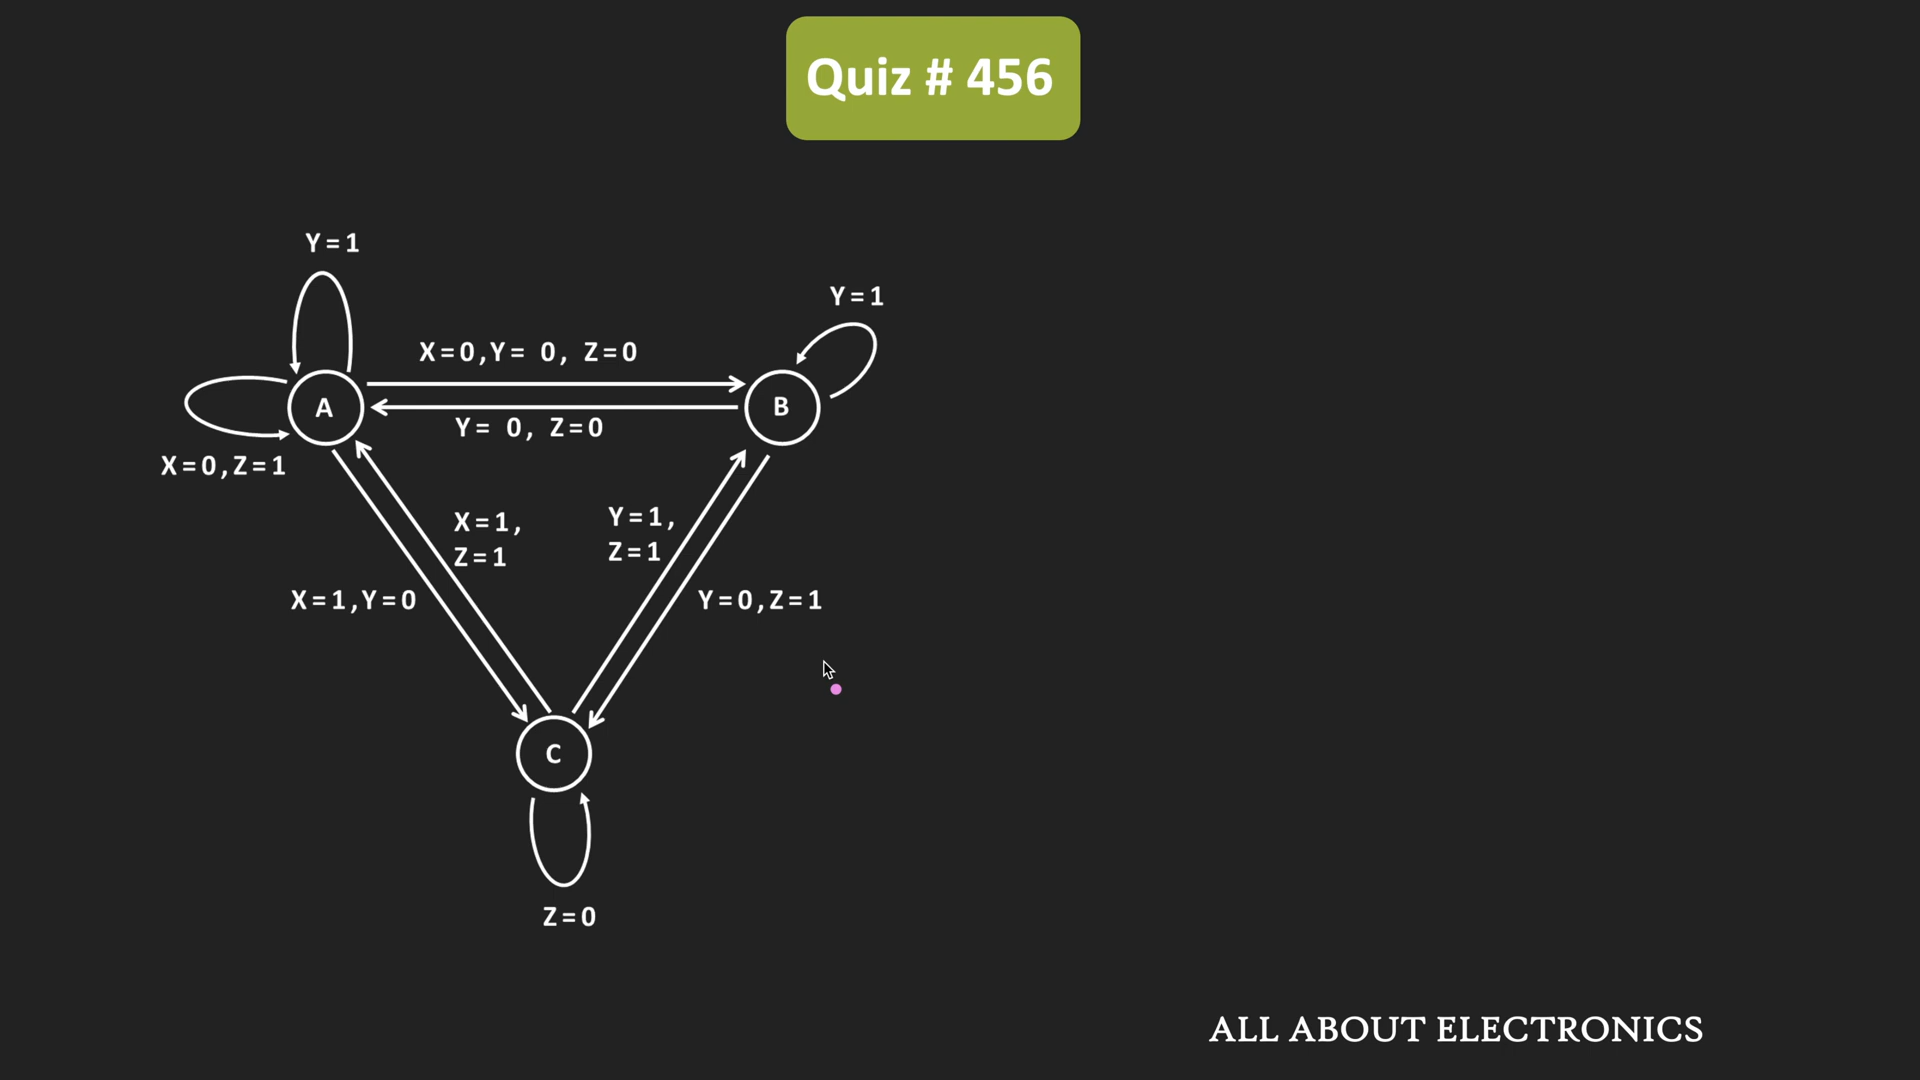 Quiz # 456
Y=1
Y=1
X=0,Y= 0, Z=0
A
B
Y= 0, Z=0
X=0,Z=1
X=1,
Z=1
Y=1,
Z=1
X=1,Y=0
Y=0,Z=1
C
Z=0
ALL ABOUT ELECTRONICS